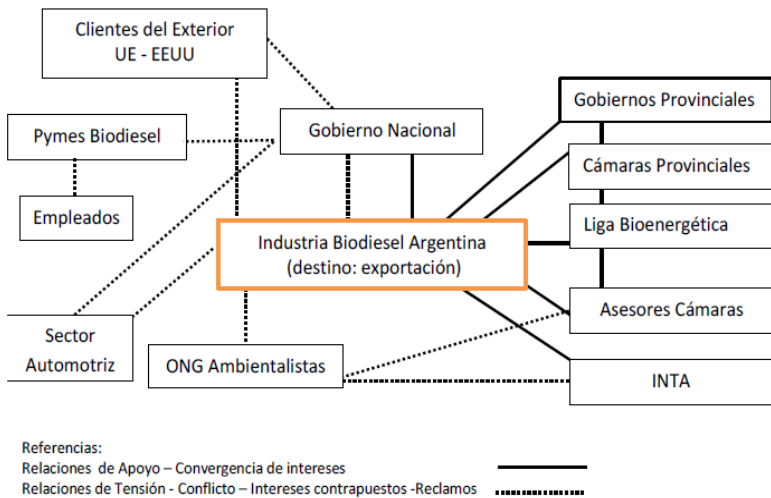 Clientes del Exterior
UE - EEUU
Gobiernos Provinciales
Pymes Biodiesel
Gobierno Nacional
Cámaras Provinciales
Empleados
Liga Bioenergética
Industria Biodiesel Argentina
(destino: exportación)
Asesores Cámaras
Sector
Automotriz
ONG Ambientalistas
INTA
Referencias:
Relaciones de Apoyo – Convergencia de intereses
Relaciones de Tensión - Conflicto – Intereses contrapuestos -Reclamos